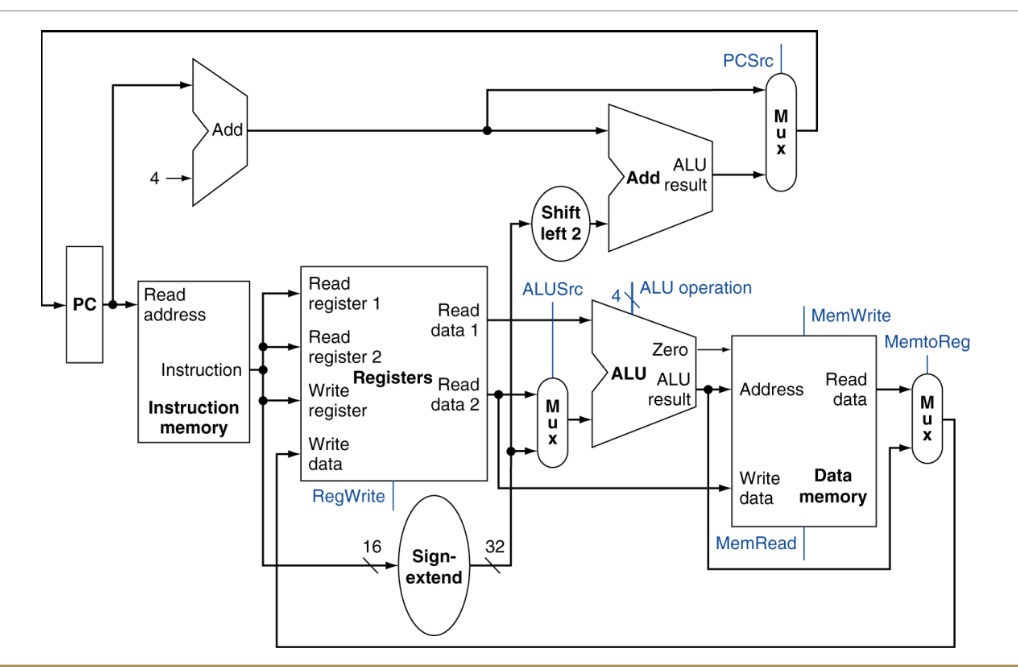 PCSrc
M
u
x
Add
4
Add
ALU
result
Shift
left 2
PC
Read
address
Instruction
Instruction
memory
Read
register 1
Read
register 2
Write
register
Write
data
Registers
Read
data 1
Read
data 2
RegWrite
16
Sign-
extend
32
ALUSrc
M
u
x
4
ALU operation
Zero
ALU
ALU
result
MemWrite
Address
Read
data
Write
data
Data
memory
MemRead
MemtoReg
M
u
x